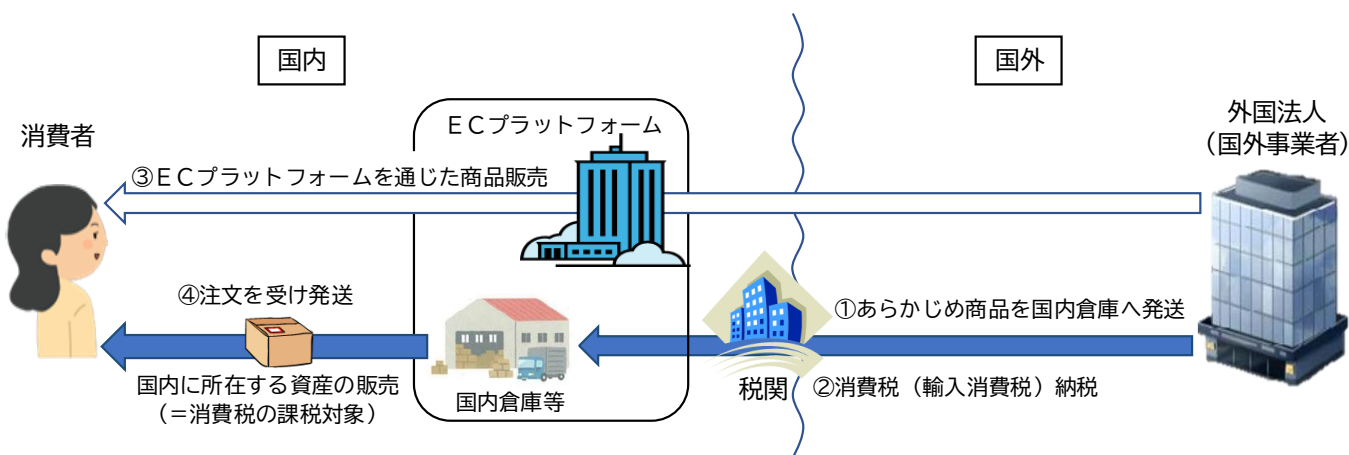 国内
国外
ECプラットフォーム
消費者
外国法人
（国外事業者）
③ECプラットフォームを通じた商品販売
④注文を受け発送
①あらかじめ商品を国内倉庫へ発送
国内に所在する資産の販売
（＝消費税の課税対象）
国内倉庫等
税関
②消費税（輸入消費税）納税